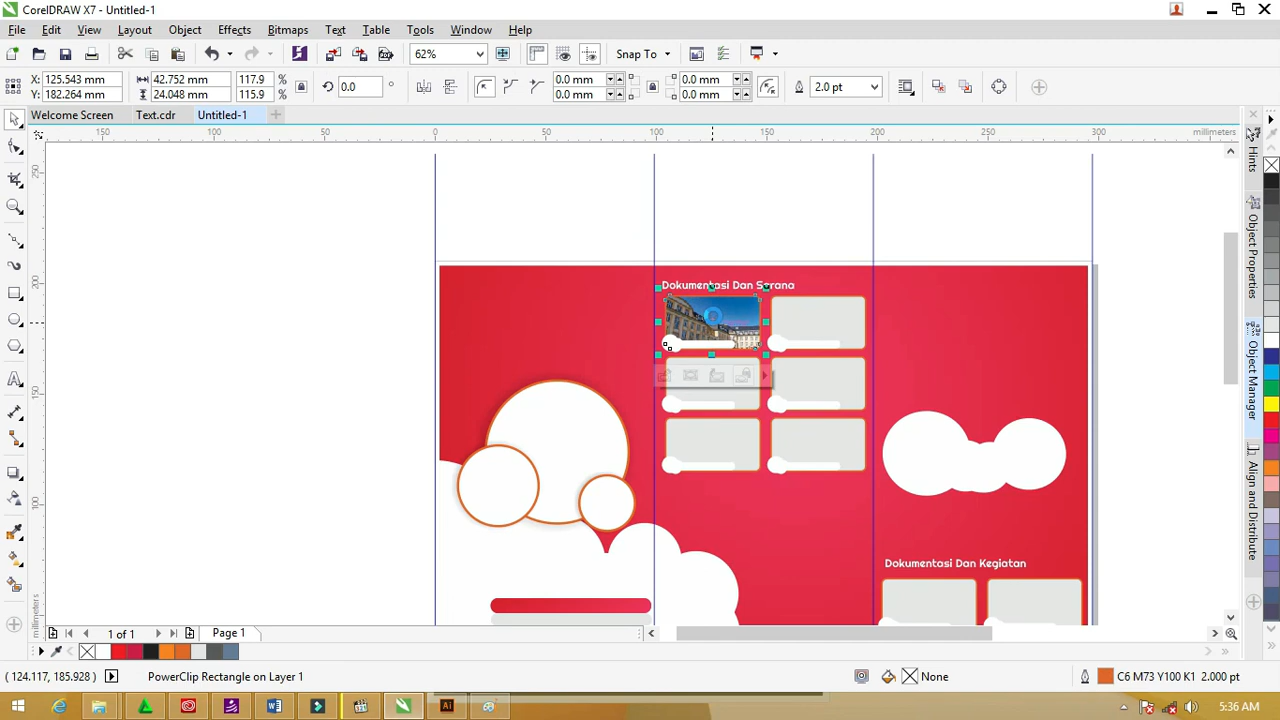 CorelDRAW X7 - Untitled-1
File Edit View Layout Object Effects Bitmaps Text Table Tools Window Help
62% Snap To
X: 125.543 mm 42.752 mm 117.9 % 0.0 ° 0.0 mm 0.0 mm 2.0 pt
Y: 182.264 mm 24.048 mm 115.9 % 0.0 mm 0.0 mm
Welcome Screen Text.cdr Untitled-1
150 100 50 0 50 100 150 200 250 300 millimeters
250
200
150
100
millimeters
Hints
Object Properties
Object Manager
Align and Distribute
Dokumentasi Dan Sarana
Dokumentasi Dan Kegiatan
1 of 1 Page 1
(124.117, 185.928) PowerClip Rectangle on Layer 1 None C6 M73 Y100 K1 2.000 pt
5:36 AM